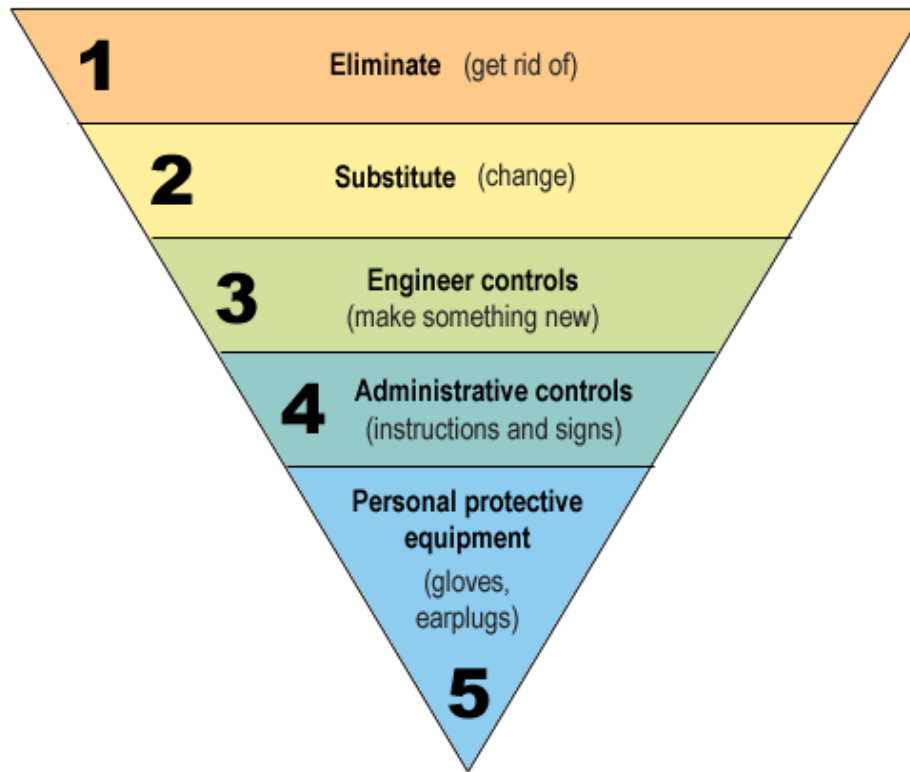 1 Eliminate (get rid of)
2 Substitute (change)
3 Engineer controls
(make something new)
4 Administrative controls
(instructions and signs)
Personal protective
equipment
(gloves,
earplugs)
5